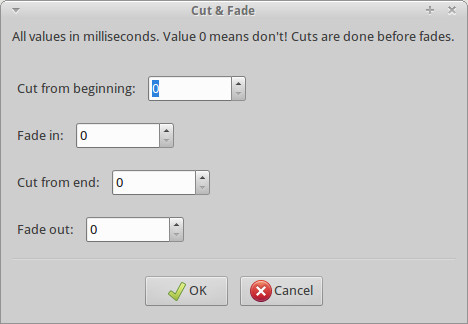 Cut & Fade
All values in milliseconds. Value 0 means don't! Cuts are done before fades.
Cut from beginning: 0
Fade in: 0
Cut from end: 0
Fade out: 0
OK Cancel